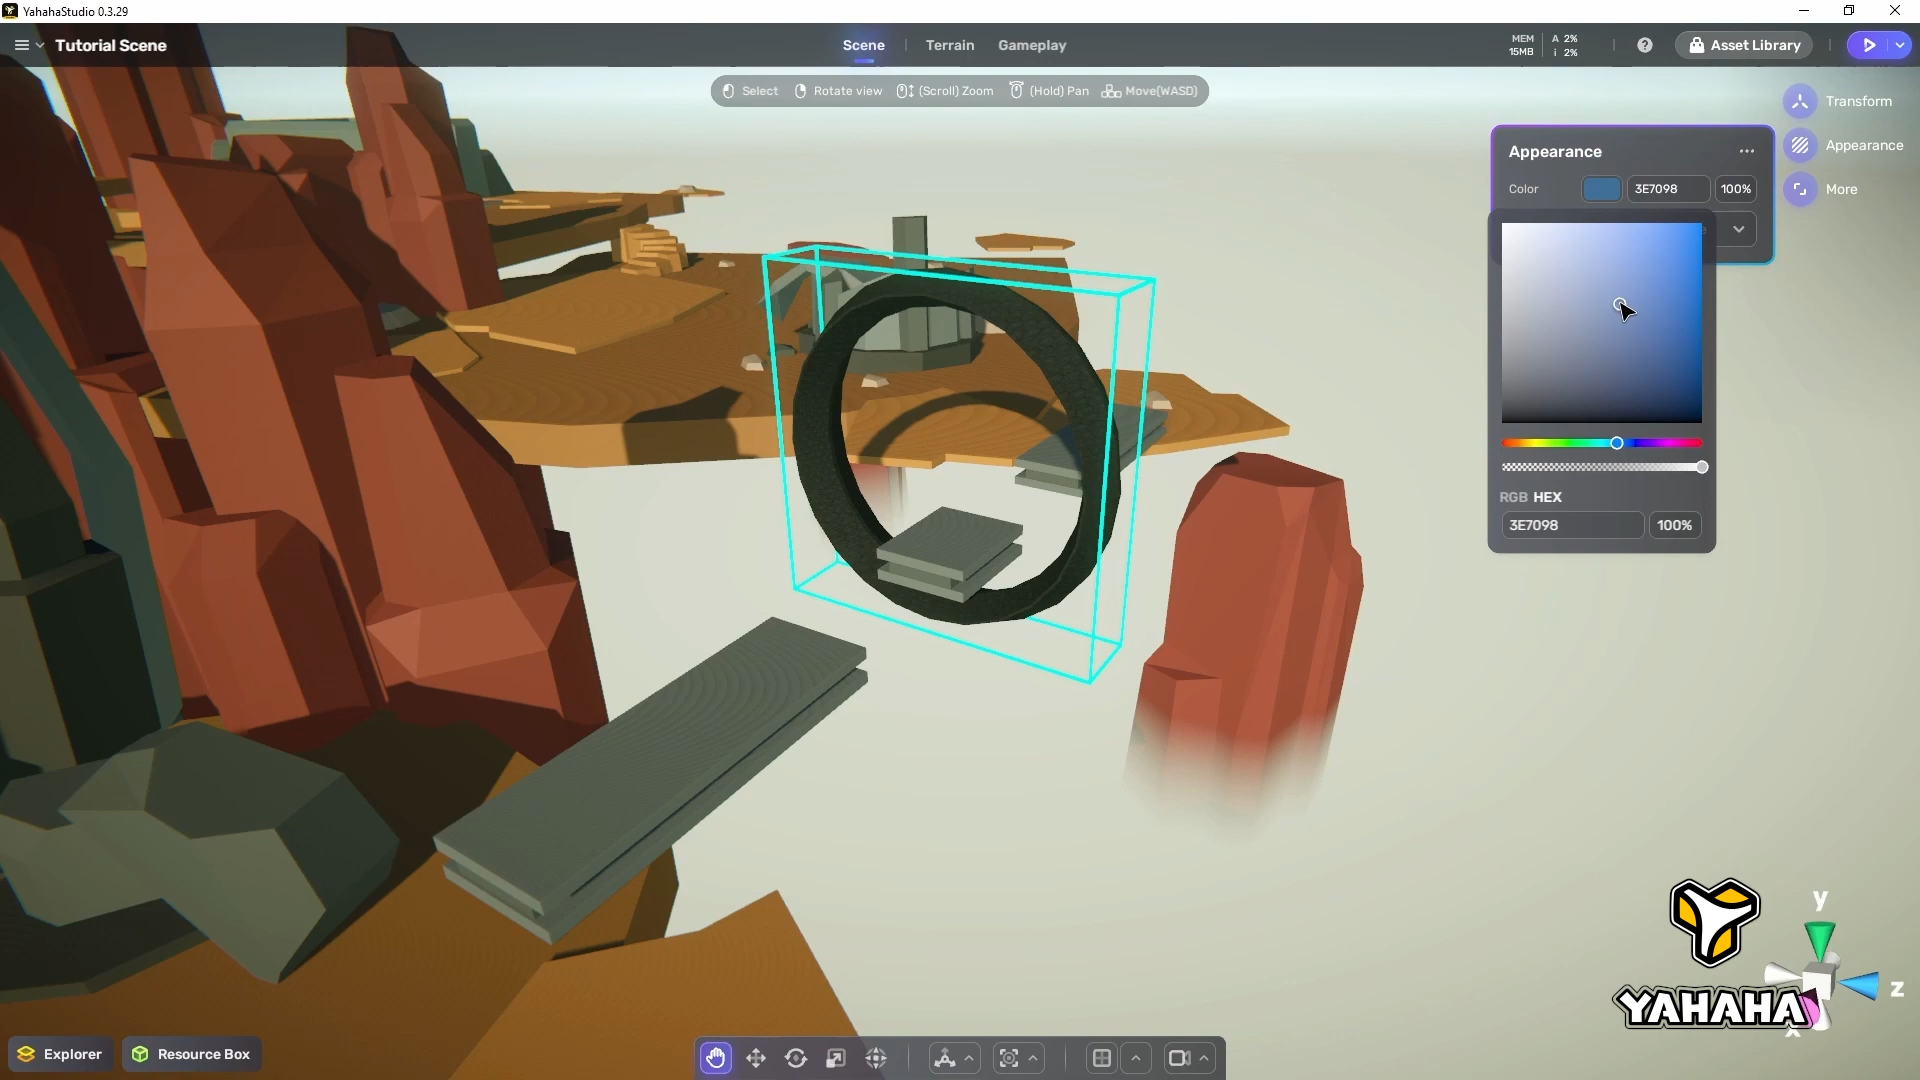 YahahaStudio 0.3.29
Tutorial Scene
Scene
Terrain
Gameplay
MEM
15MB
A 2%
i 2%
Asset Library
Select
Rotate view
(Scroll) Zoom
(Hold) Pan
Move(WASD)
Transform
Appearance
More
Appearance
Color
3E7098
100%
RGB HEX
3E7098
100%
y
z
x
YAHAHA
Explorer
Resource Box